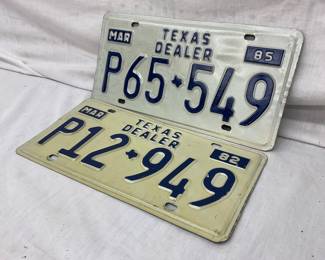 TEXAS
MAR DEALER 85
P65 549
MAR TEXAS
DEALER 82
P12 949